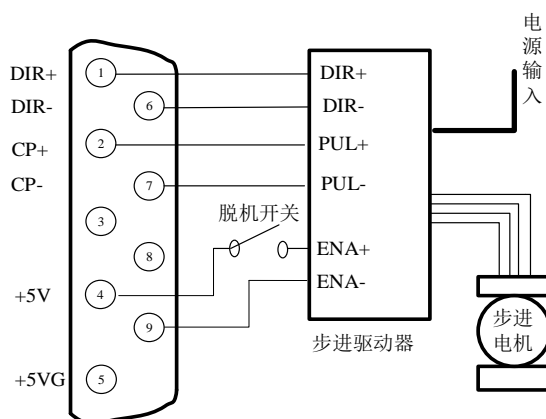 电源输入
DIR+
1
DIR+
DIR-
6
DIR-
CP+
2
PUL+
CP-
7
PUL-
3
脱机开关
8
ENA+
+5V
4
ENA-
9
步进驱动器
步进电机
+5VG
5